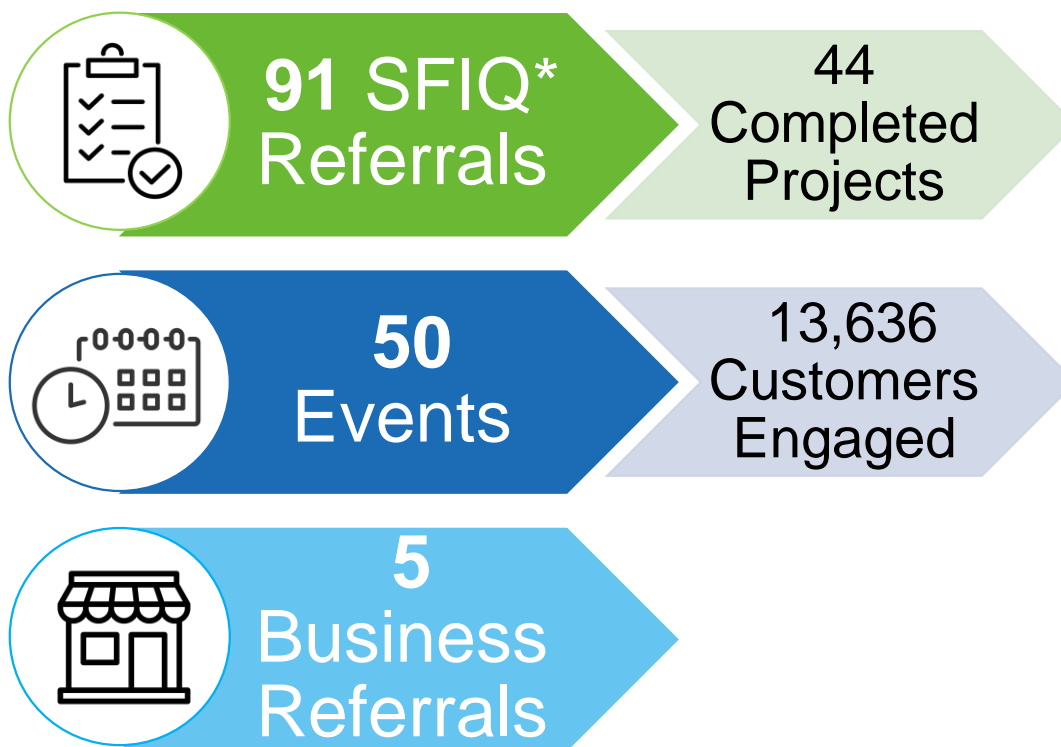 91 SFIQ*
Referrals
44
Completed
Projects
50
Events
13,636
Customers
Engaged
5
Business
Referrals